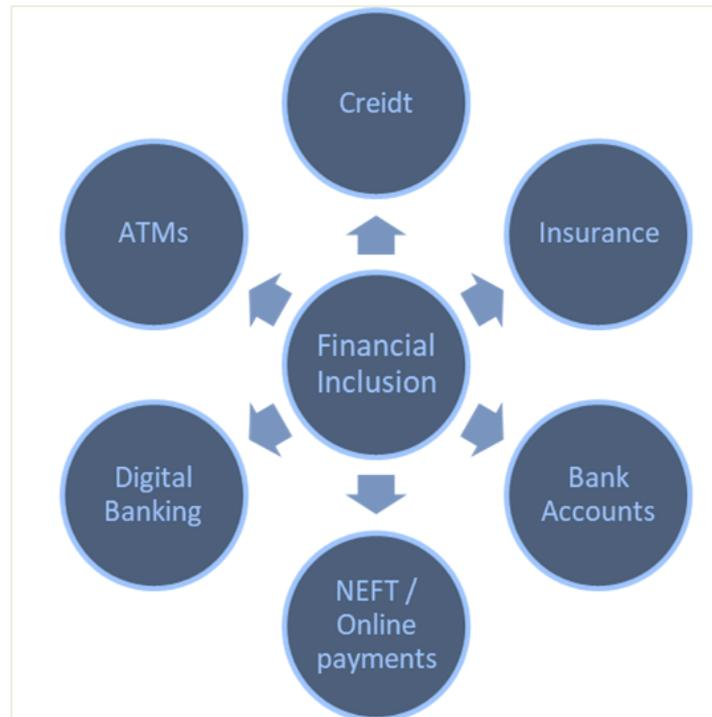 Creidt
ATMs
Insurance
Financial
Inclusion
Digital
Banking
Bank
Accounts
NEFT /
Online
payments